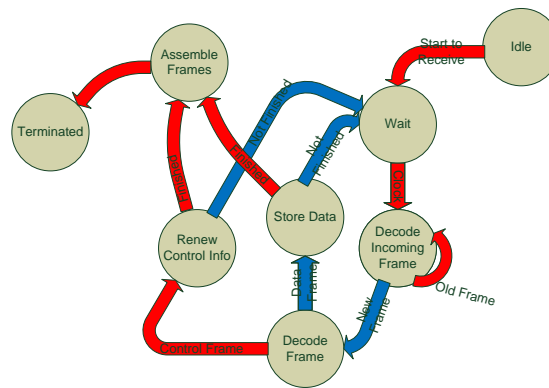 Idle
Start to
Receive
Assemble
Frames
Wait
Terminated
Not Finished
Not
Finished
Finished
Finished
Clock
Store Data
Renew
Control Info
Decode
Incoming
Frame
Old Frame
Data
Frame
New
Frame
Control Frame
Decode
Frame